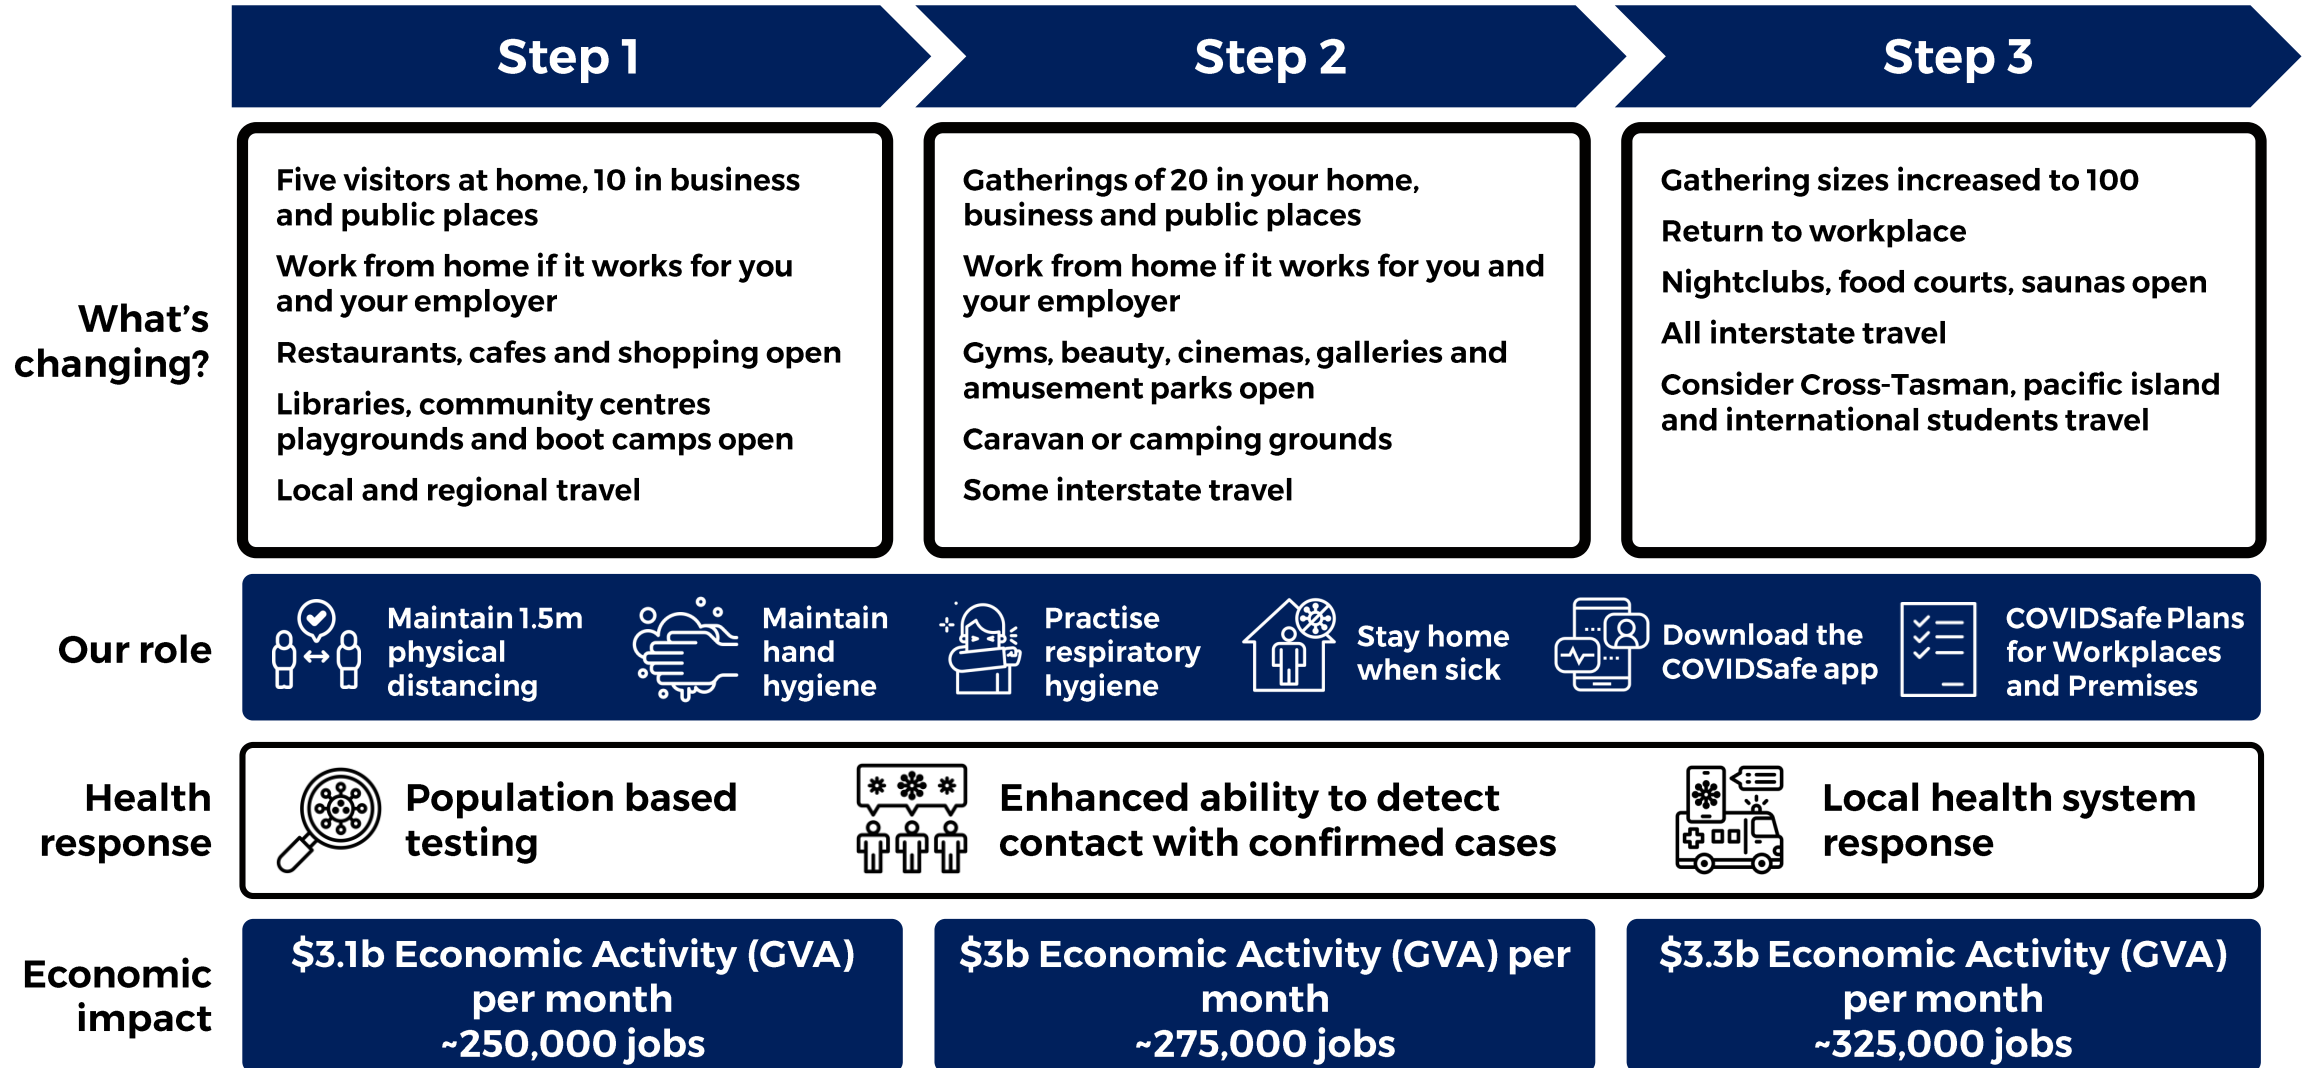 Step 1
Step 2
Step 3
What's
changing?
Five visitors at home, 10 in business
and public places
Work from home if it works for you
and your employer
Restaurants, cafes and shopping open
Libraries, community centres
playgrounds and boot camps open
Local and regional travel
Gatherings of 20 in your home,
business and public places
Work from home if it works for you and
your employer
Gyms, beauty, cinemas, galleries and
amusement parks open
Caravan or camping grounds
Some interstate travel
Gathering sizes increased to 100
Return to workplace
Nightclubs, food courts, saunas open
All interstate travel
Consider Cross-Tasman, pacific island
and international students travel
Our role
Maintain 1.5m
physical
distancing
Maintain
hand
hygiene
Practise
respiratory
hygiene
Stay home
when sick
Download the
COVIDSafe app
COVIDSafe Plans
for Workplaces
and Premises
Health
response
Population based
testing
Enhanced ability to detect
contact with confirmed cases
Local health system
response
Economic
impact
$3.1b Economic Activity (GVA)
per month
~250,000 jobs
$3b Economic Activity (GVA) per
month
~275,000 jobs
$3.3b Economic Activity (GVA)
per month
~325,000 jobs